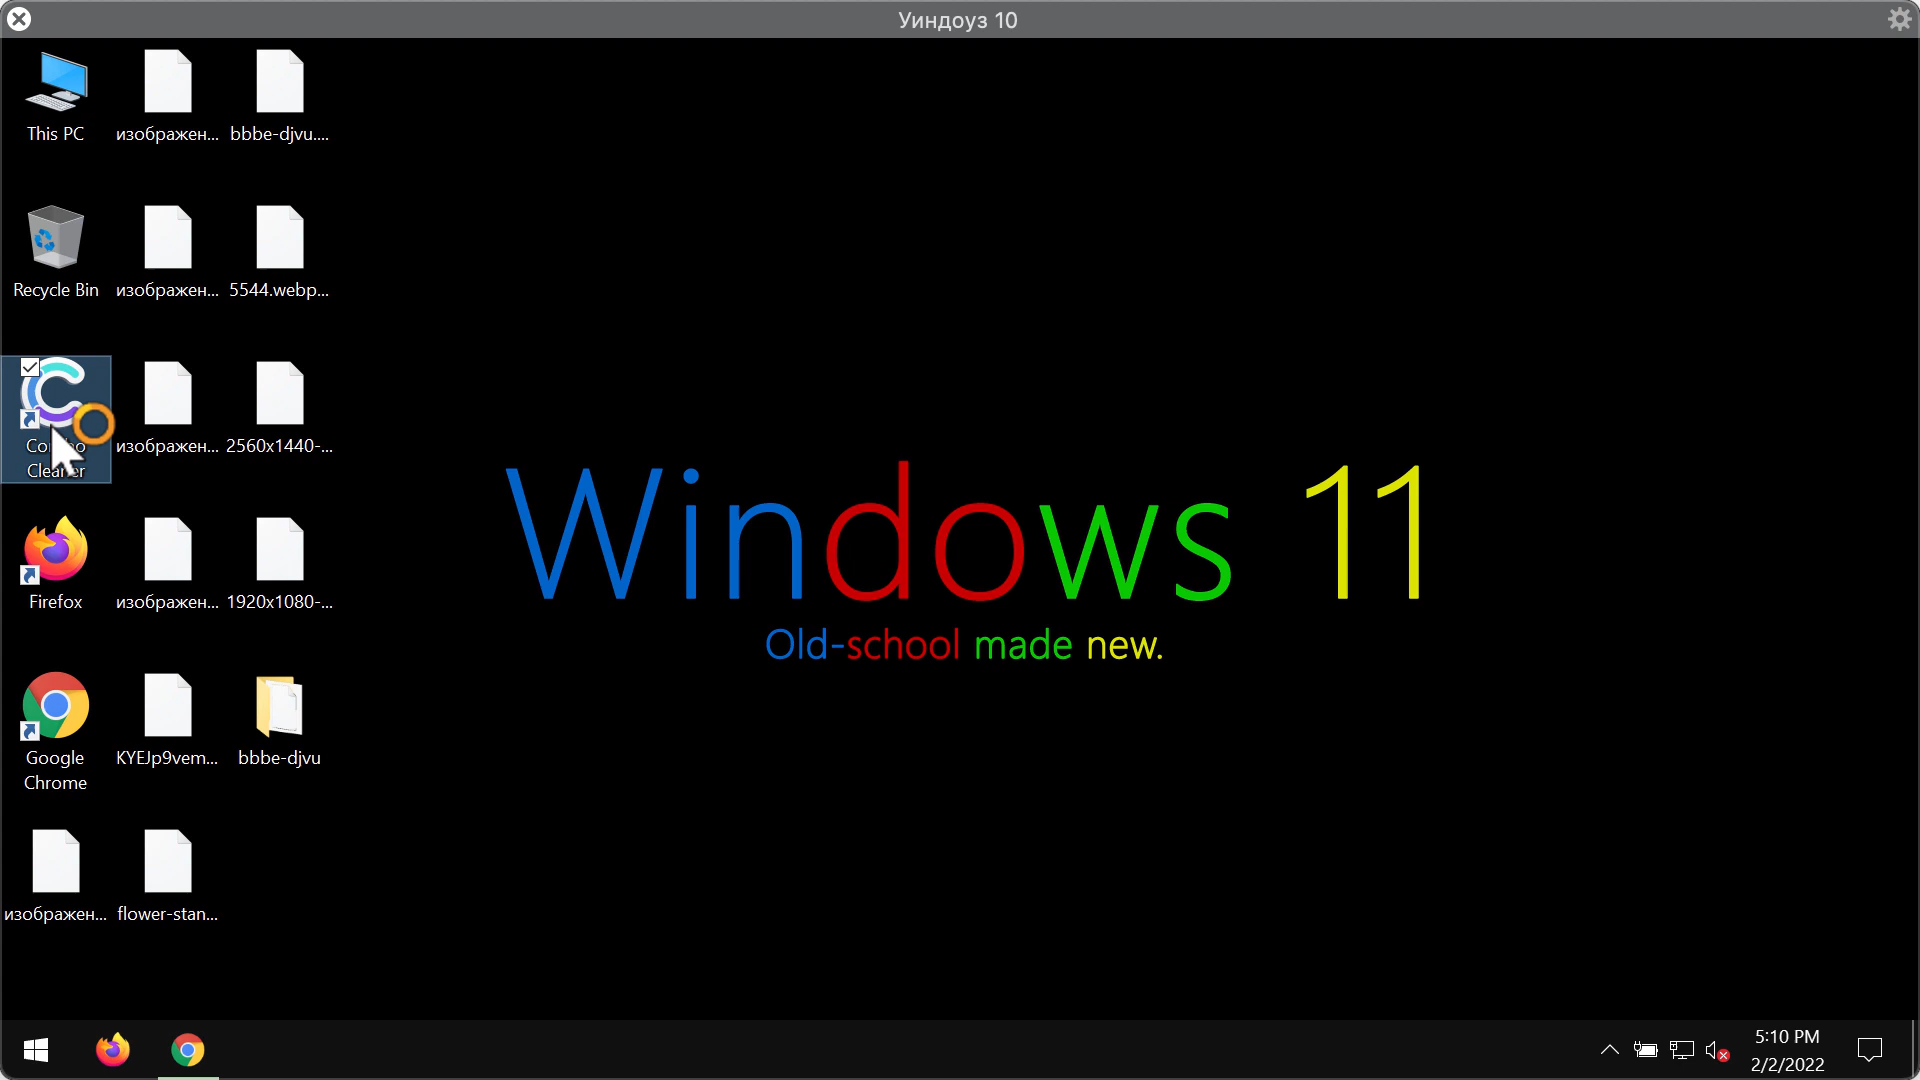 Уиндоуз 10
This PC
изображен...
bbbe-djvu....
Recycle Bin
изображен...
5544.webp...
Cleaner
изображен...
2560x1440-...
Firefox
изображен...
1920x1080-...
Google
Chrome
KYEJp9vem...
bbbe-djvu
изображен...
flower-stan...
Windows 11
Old-school made new.
5:10 PM
2/2/2022